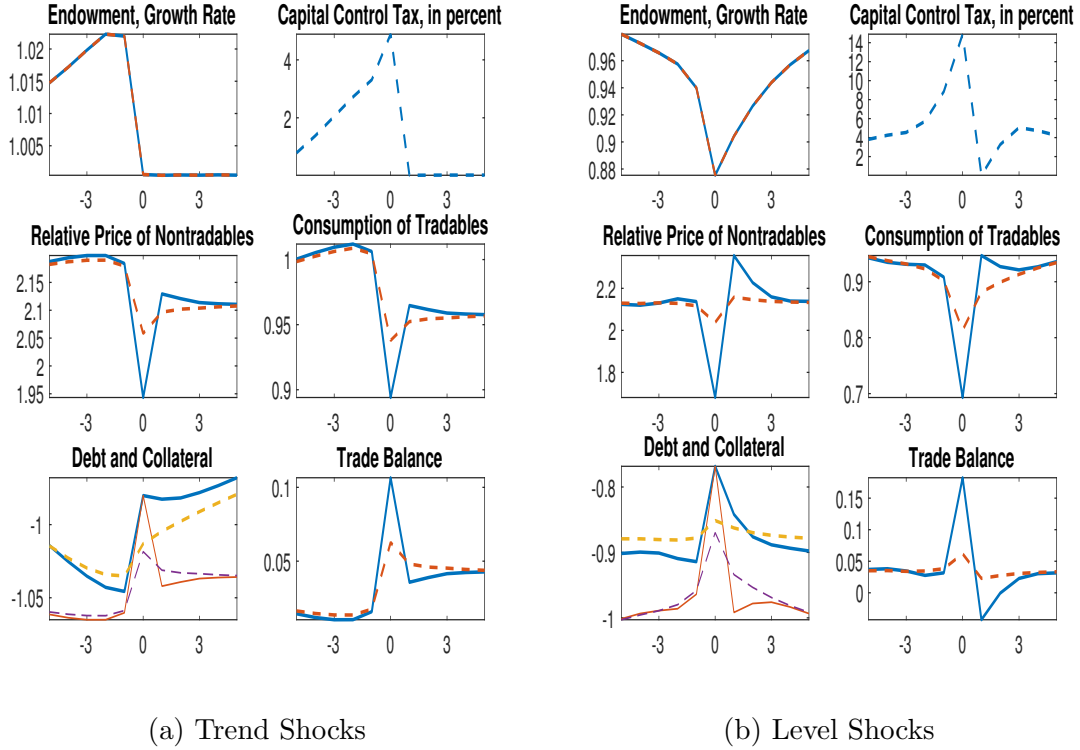 Endowment, Growth Rate
1.02
1.015
1.01
1.005
-3 0 3
Capital Control Tax, in percent
4
2
-3 0 3
Relative Price of Nontradables
2.15
2.1
2.05
2
1.95
-3 0 3
Consumption of Tradables
1
0.95
0.9
-3 0 3
Debt and Collateral
-1
-1.05
-3 0 3
Trade Balance
0.1
0.05
-3 0 3
(a) Trend Shocks
Endowment, Growth Rate
0.96
0.94
0.92
0.9
0.88
-3 0 3
Capital Control Tax, in percent
14
12
10
8
6
4
2
-3 0 3
Relative Price of Nontradables
2.2
2
1.8
-3 0 3
Consumption of Tradables
0.9
0.8
0.7
-3 0 3
Debt and Collateral
-0.8
-0.9
-1
-3 0 3
Trade Balance
0.15
0.1
0.05
0
-3 0 3
(b) Level Shocks